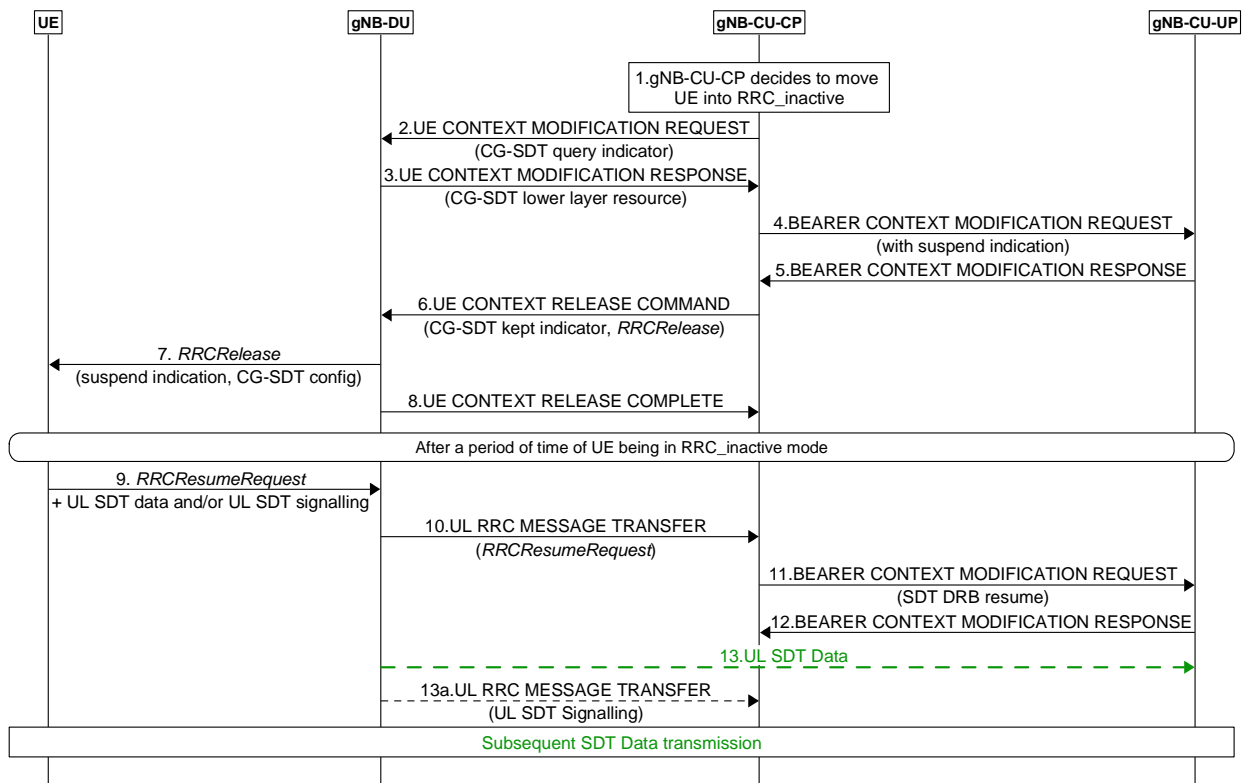 UE gNB-DU gNB-CU-CP gNB-CU-UP
1.gNB-CU-CP decides to move
UE into RRC_inactive
2.UE CONTEXT MODIFICATION REQUEST
(CG-SDT query indicator)
3.UE CONTEXT MODIFICATION RESPONSE
(CG-SDT lower layer resource)
4.BEARER CONTEXT MODIFICATION REQUEST
(with suspend indication)
5.BEARER CONTEXT MODIFICATION RESPONSE
6.UE CONTEXT RELEASE COMMAND
(CG-SDT kept indicator, RRCRelease)
7. RRCRelease
(suspend indication, CG-SDT config)
8.UE CONTEXT RELEASE COMPLETE
After a period of time of UE being in RRC_inactive mode
9. RRCResumeRequest
+ UL SDT data and/or UL SDT signalling
10.UL RRC MESSAGE TRANSFER
(RRCResumeRequest)
11.BEARER CONTEXT MODIFICATION REQUEST
(SDT DRB resume)
12.BEARER CONTEXT MODIFICATION RESPONSE
13.UL SDT Data
13a.UL RRC MESSAGE TRANSFER
(UL SDT Signalling)
Subsequent SDT Data transmission